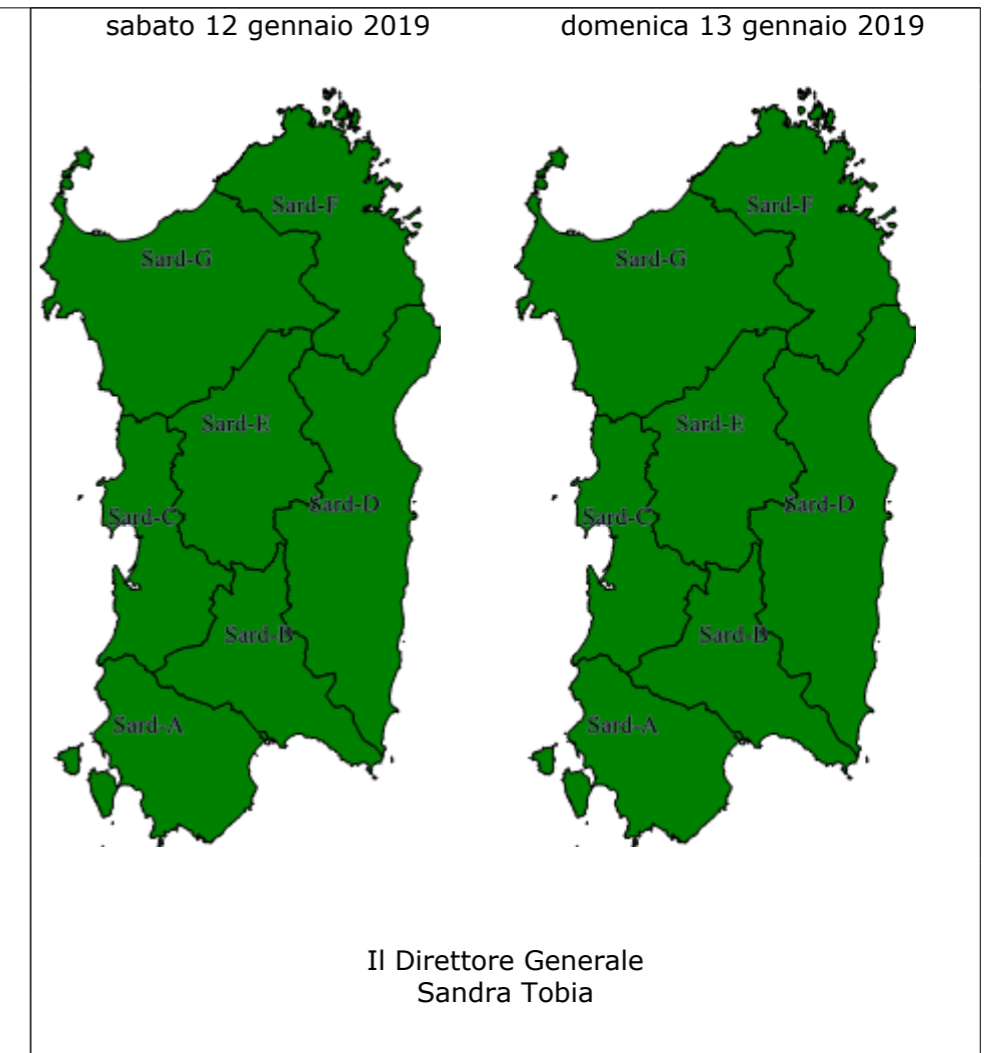 sabato 12 gennaio 2019
domenica 13 gennaio 2019
Sard-F
Sard-G
Sard-E
Sard-D
Sard-C
Sard-B
Sard-A
Sard-F
Sard-G
Sard-E
Sard-D
Sard-C
Sard-B
Sard-A
Il Direttore Generale
Sandra Tobia